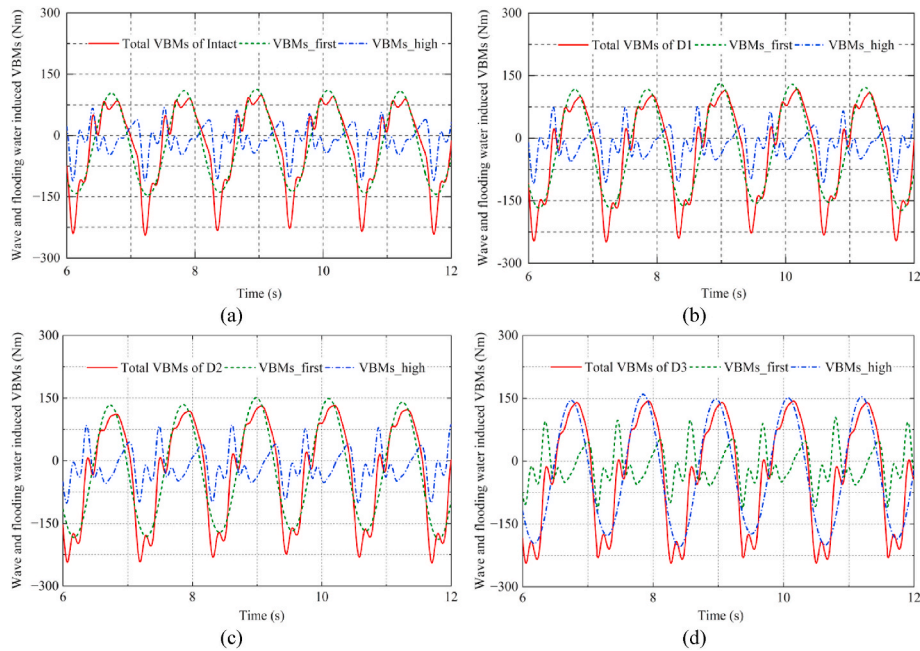 Wave and flooding water induced VBMs (Nm)
300
150
0
−150
−300
Total VBMs of Intact
VBMs_first
VBMs_high
6
8
10
12
Time (s)
(a)
Wave and flooding water induced VBMs (Nm)
300
150
0
-150
-300
Total VBMs of D1
VBMs_first
VBMs_high
6
8
10
12
Time (s)
(b)
Wave and flooding water induced VBMs (Nm)
300
150
0
−150
−300
Total VBMs of D2
VBMs_first
VBMs_high
6
8
10
12
Time (s)
(c)
Wave and flooding water induced VBMs (Nm)
300
150
0
−150
−300
Total VBMs of D3
VBMs_first
VBMs_high
6
8
10
12
Time (s)
(d)